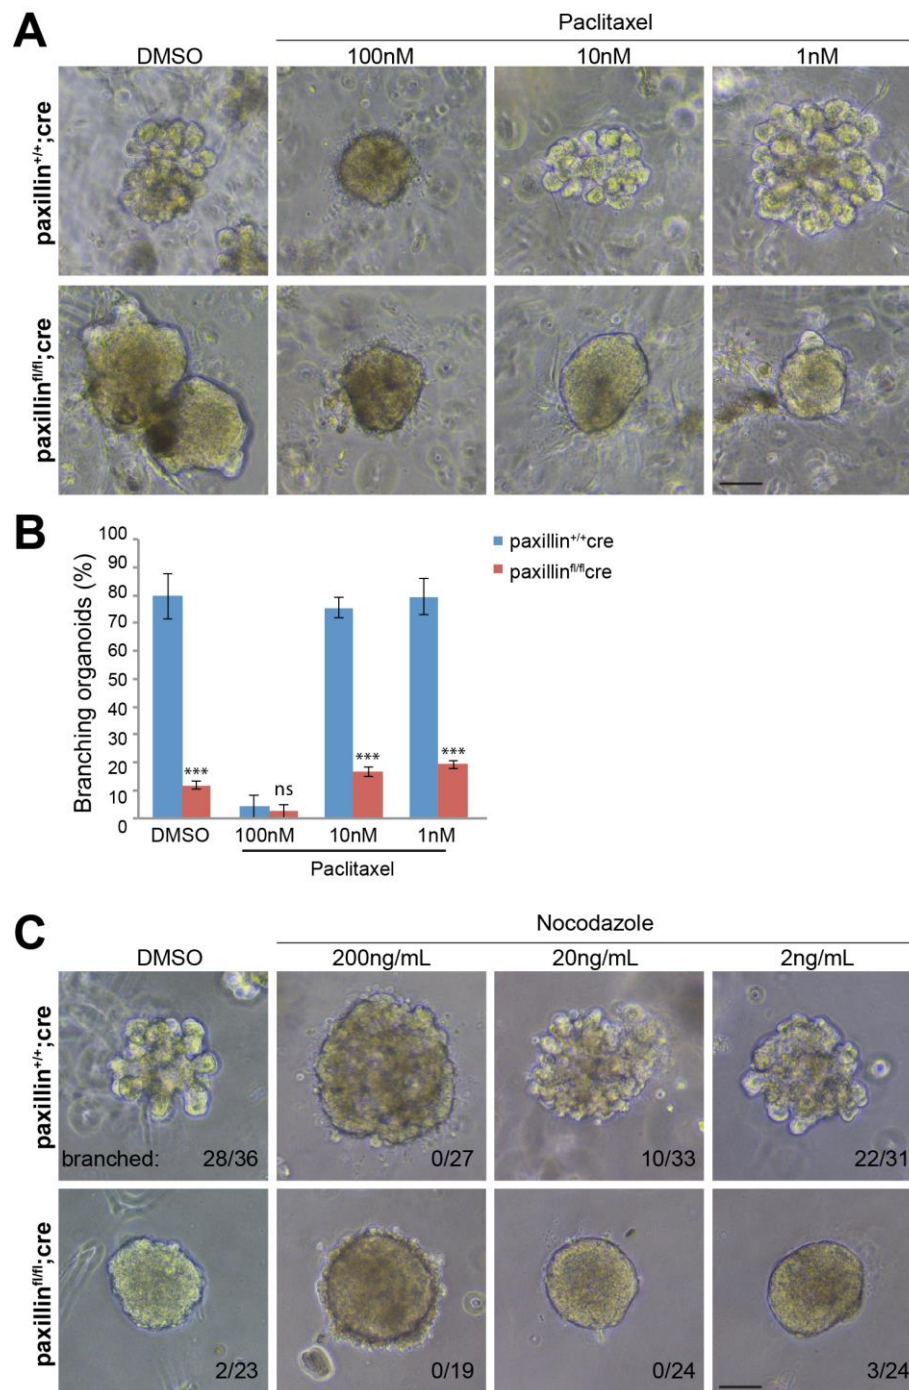 A
Paclitaxel
DMSO 100nM 10nM 1nM
paxillin+/+;cre
paxillinfl/fl;cre
B
Branching organoids (%)
100
90
80
70
60
50
40
30
20
10
0
*** ns *** ***
DMSO 100nM 10nM 1nM
Paclitaxel
paxillin+/+cre
paxillinfl/flcre
C
Nocodazole
DMSO 200ng/mL 20ng/mL 2ng/mL
paxillin+/+;cre
branched: 28/36 0/27 10/33 22/31
paxillinfl/fl;cre
2/23 0/19 0/24 3/24